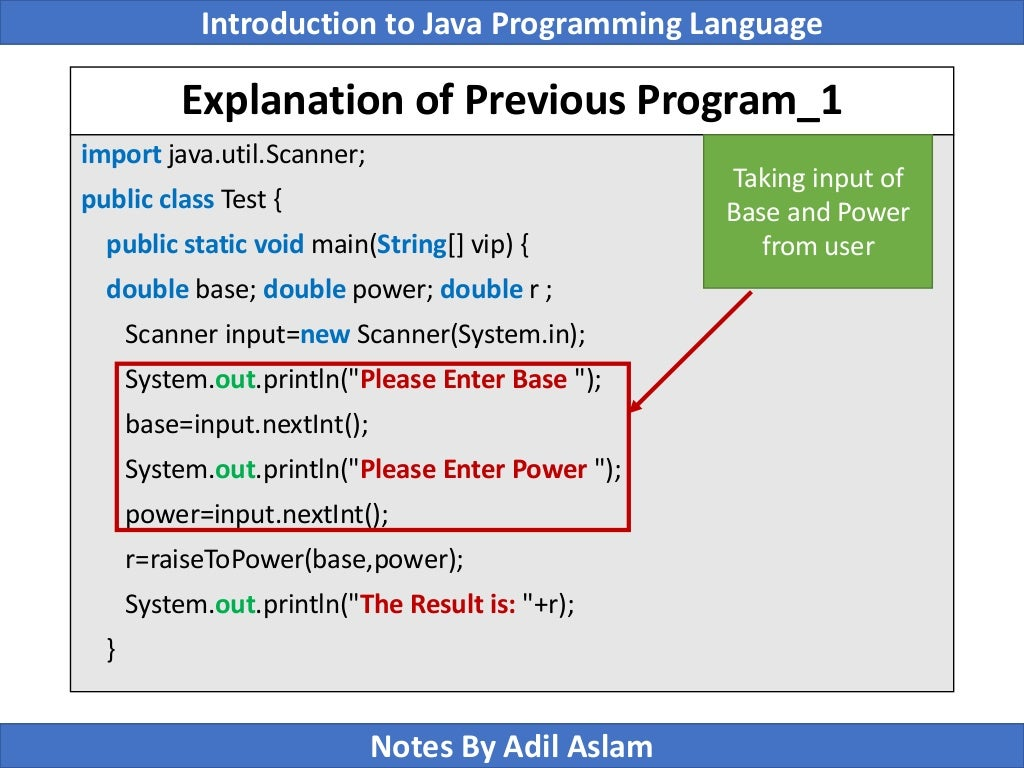 Introduction to Java Programming Language
Explanation of Previous Program_1
import java.util.Scanner;
public class Test {
public static void main(String[] vip) {
double base; double power; double r ;
Scanner input=new Scanner(System.in);
System.out.println("Please Enter Base ");
base=input.nextInt();
System.out.println("Please Enter Power ");
power=input.nextInt();
r=raiseToPower(base,power);
System.out.println("The Result is: "+r);
}
Taking input of
Base and Power
from user
Notes By Adil Aslam